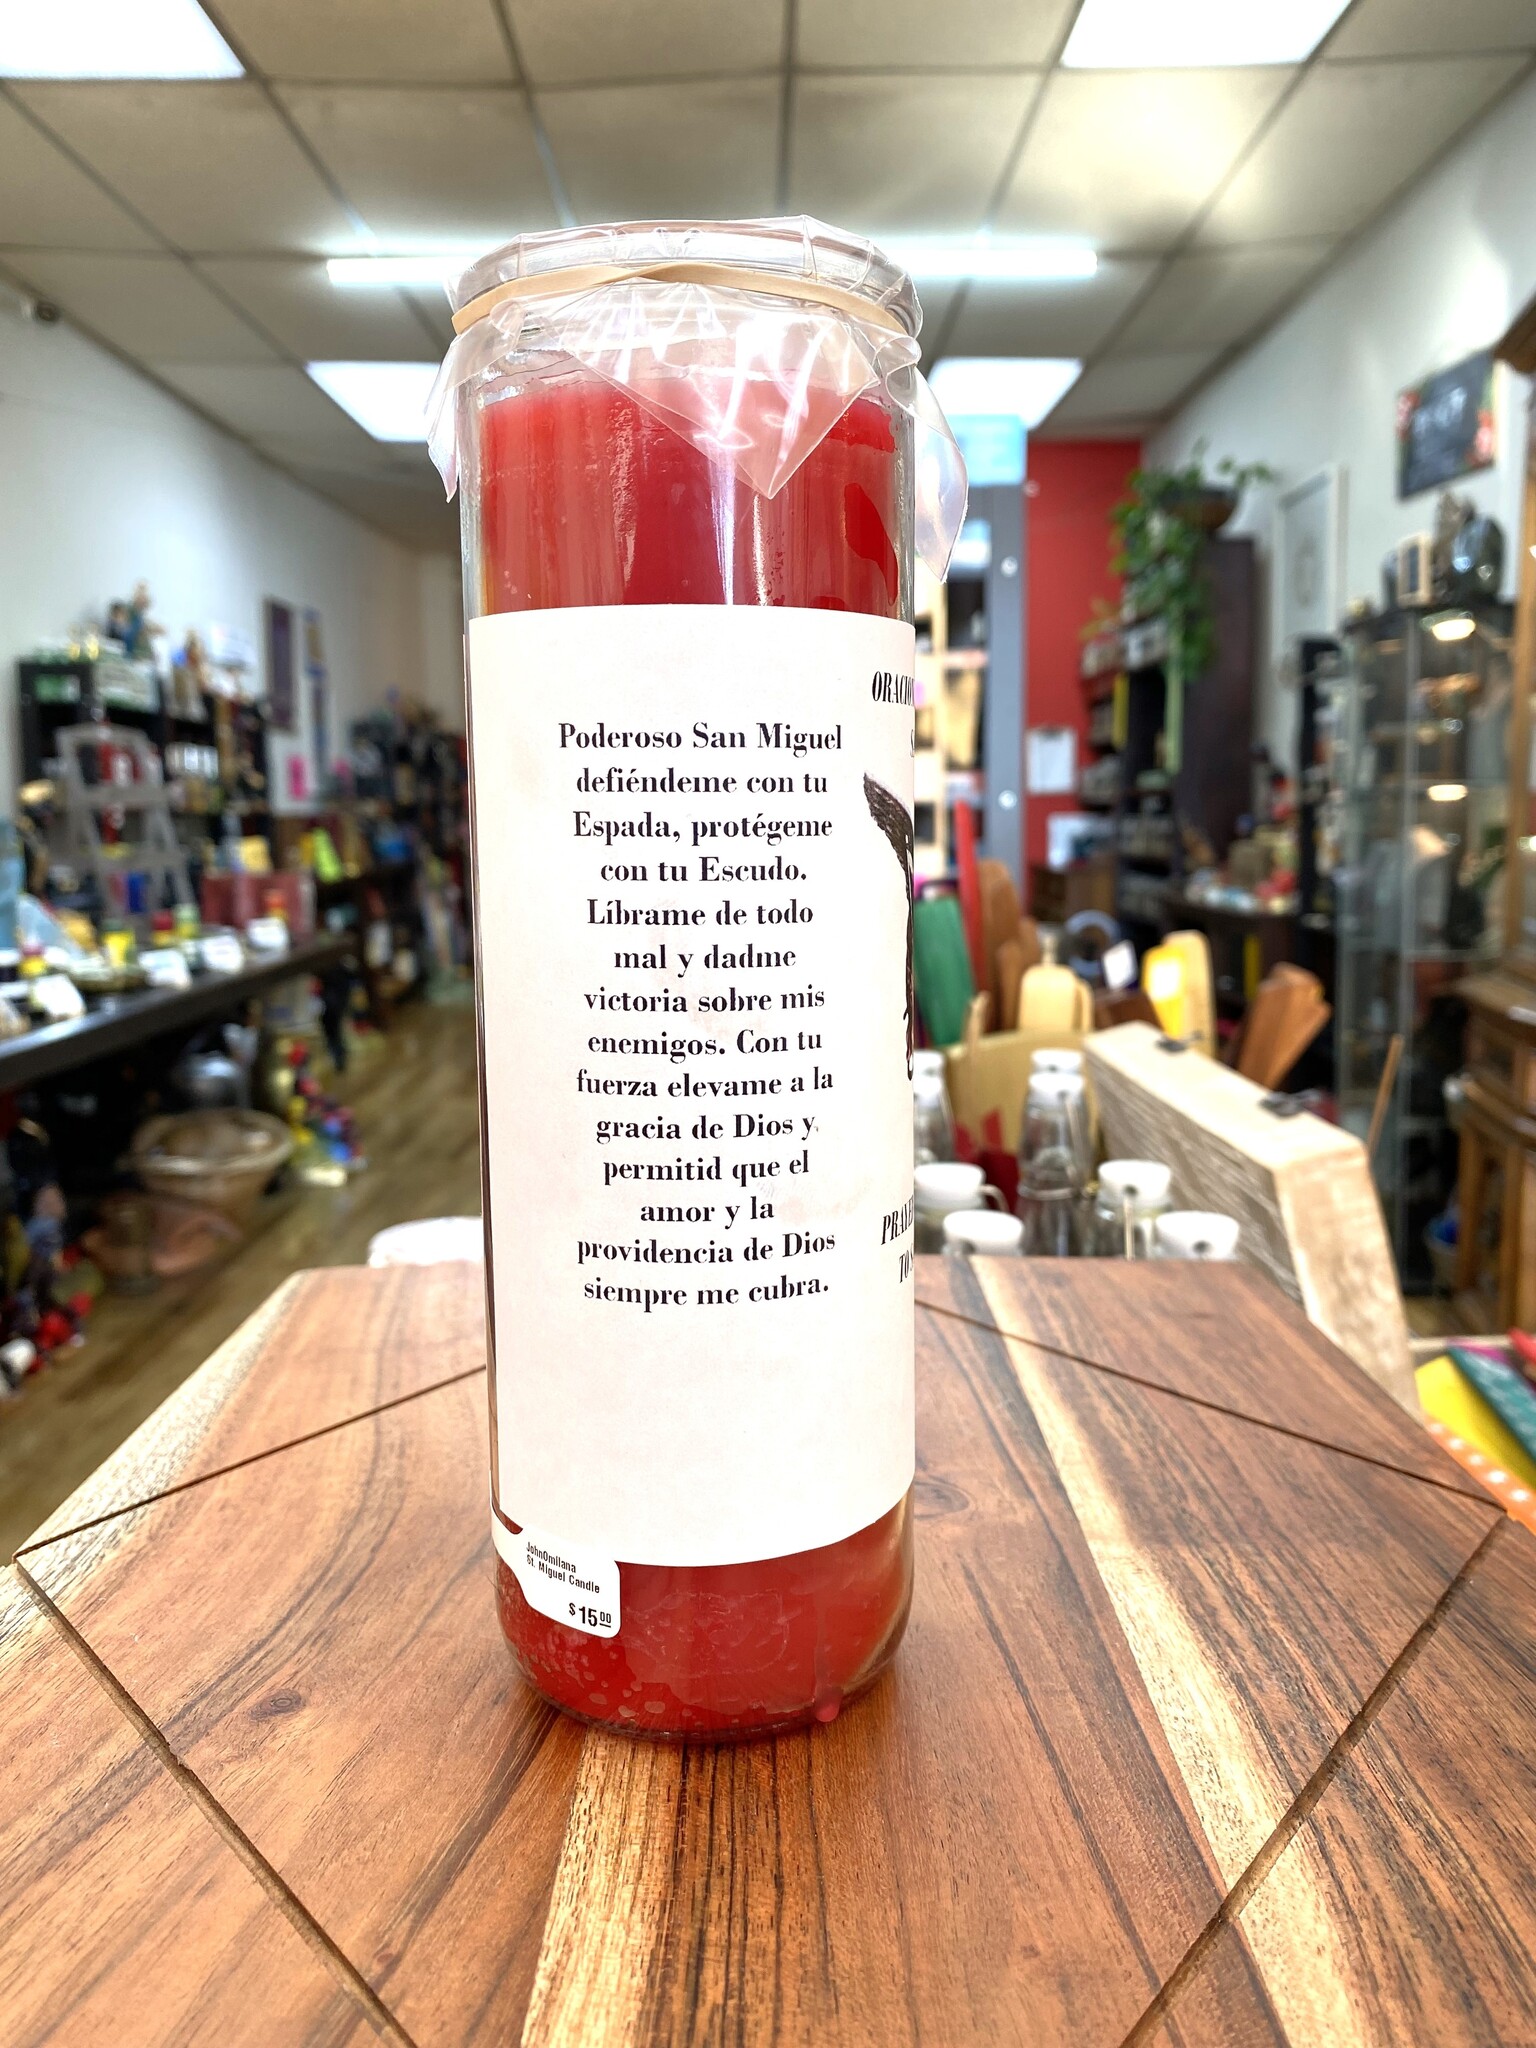 Poderoso San Miguel
defiéndeme con tu
Espada, protégeme
con tu Escudo.
Líbrame de todo
mal y dadme
victoria sobre mis
enemigos. Con tu
fuerza elevame a la
gracia de Dios y
permitid que el
amor y la
providencia de Dios
siempre me cubra.
JohnOmilana
St. Miguel Candle
$15.00